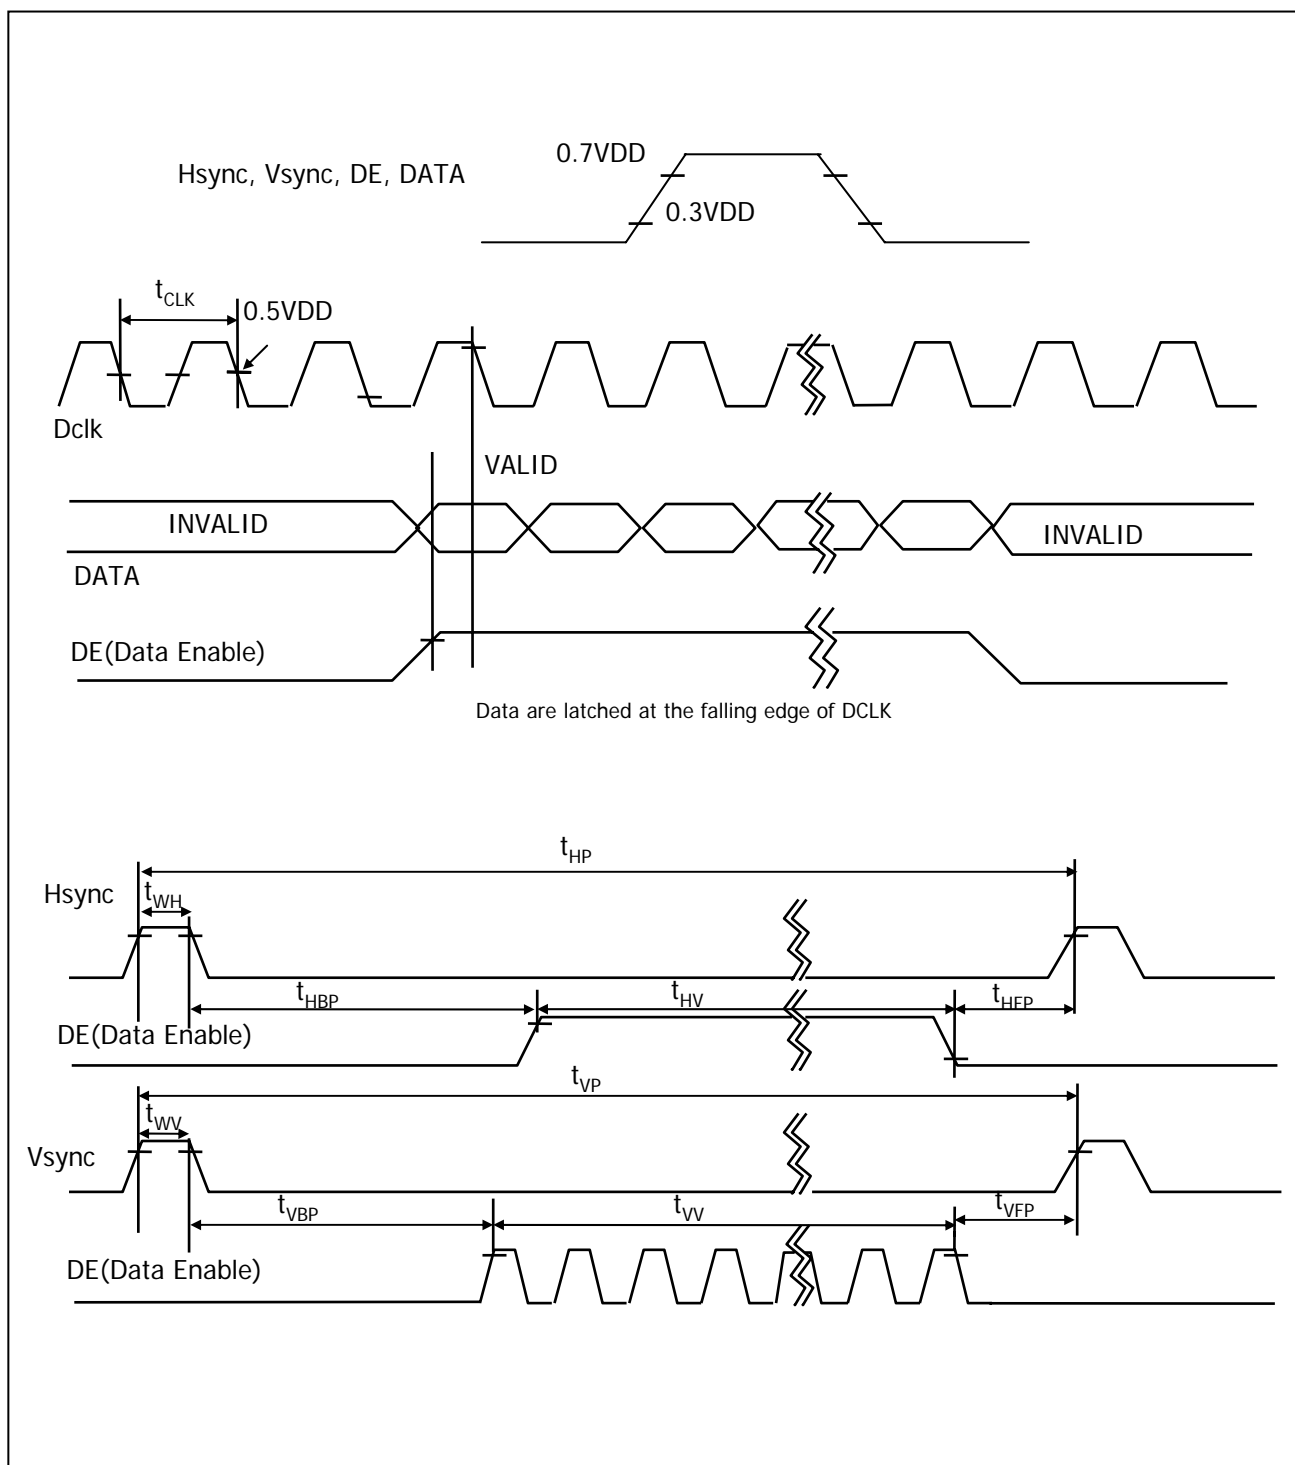 0.7VDD
Hsync, Vsync, DE, DATA
0.3VDD
tCLK
0.5VDD
Dclk
VALID
INVALID
INVALID
DATA
DE(Data Enable)
Data are latched at the falling edge of DCLK
tHP
Hsync
tWH
tHBP
tHV
tHFP
DE(Data Enable)
tVP
tWV
Vsync
tVBP
tVV
tVFP
DE(Data Enable)